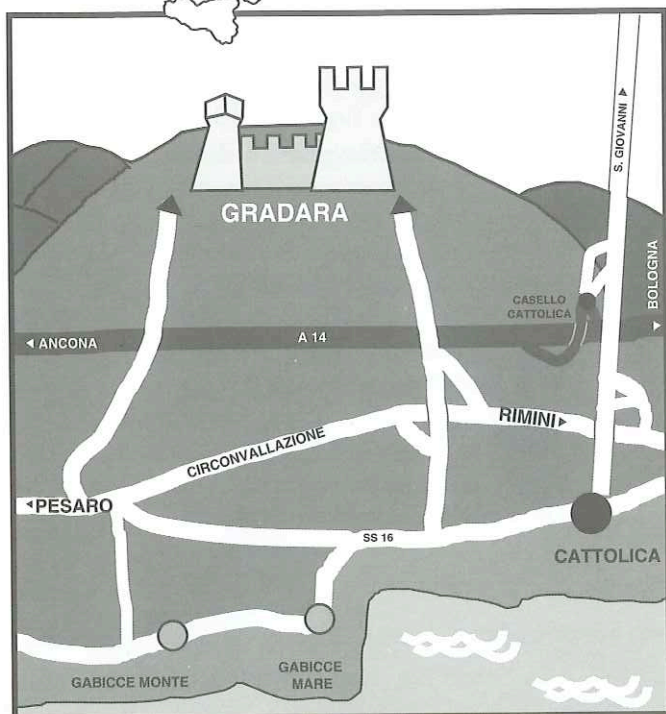 S. GIOVANNI
GRADARA
BOLOGNA
CASELLO
CATTOLICA
ANCONA
A 14
RIMINI
CIRCONVALLAZIONE
PESARO
SS 16
CATTOLICA
GABICCE
MARE
GABICCE MONTE